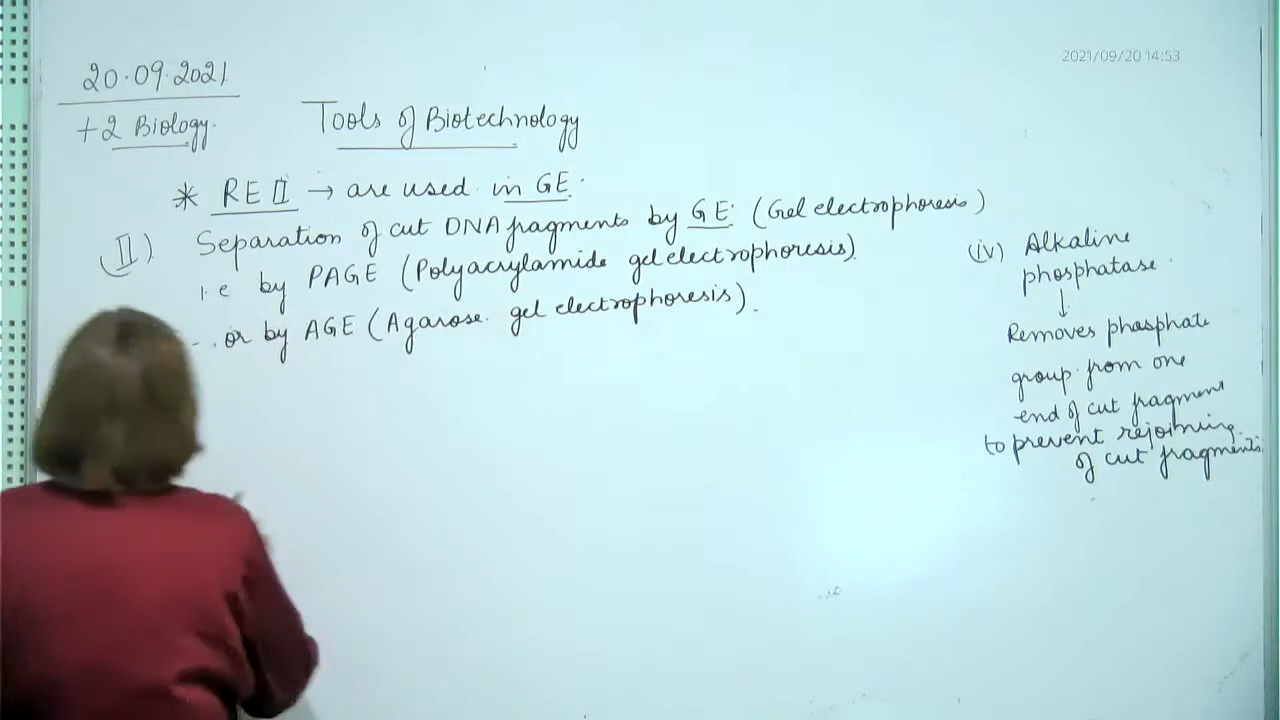 2021/09/20 14:53
20.09.2021
+2 Biology.
Tools of Biotechnology
* RE II → are used in GE.
(II) Separation of cut DNA fragments by GE. (Gel electrophoresis)
i.e by PAGE (Polyacrylamide gel electrophoresis).
or by AGE (Agarose gel electrophoresis).
(iv) Alkaline
phosphatase.
↓
Removes phosphate
group from one
end of cut fragment
to prevent rejoining
of cut fragments.